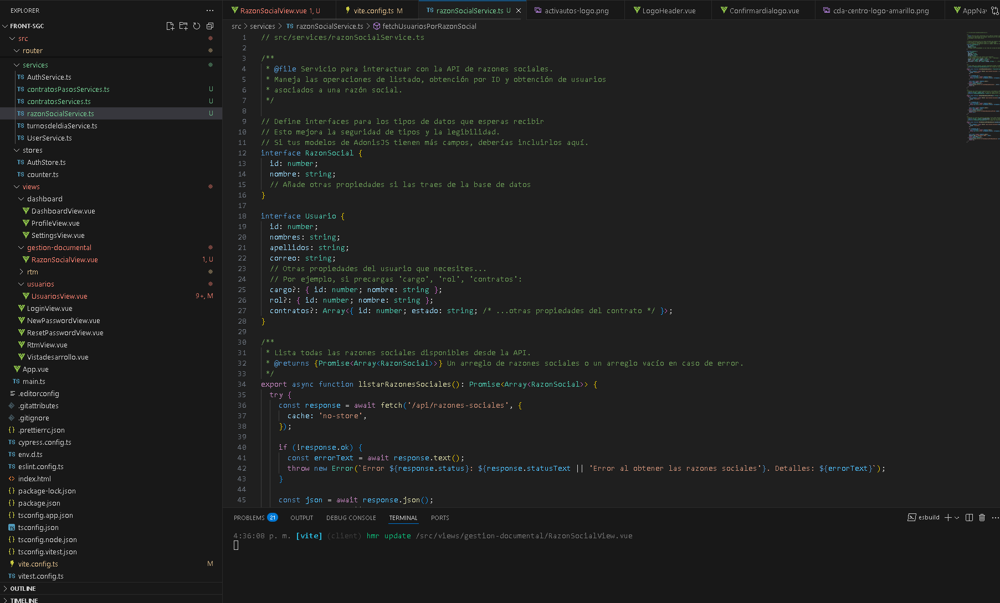 EXPLORER
FRONT-SGC
src
router
services
TS AuthService.ts
TS contratosPasosServices.ts U
TS contratosServices.ts U
TS razonSocialService.ts U
TS turnosdeldiaService.ts
TS UserService.ts
stores
TS AuthStore.ts
TS counter.ts
views
dashboard
DashboardView.vue
ProfileView.vue
SettingsView.vue
gestion-documental
RazonSocialView.vue 1, U
rtm
usuarios
UsuariosView.vue 9+, M
LoginView.vue
NewPasswordView.vue
ResetPasswordView.vue
RtmView.vue
Vistadesarrollo.vue
App.vue
TS main.ts
.editorconfig
.gitattributes
.gitignore
{} .prettierrc.json
TS cypress.config.ts
TS env.d.ts
TS eslint.config.ts
<> index.html
{} package-lock.json
{} package.json
{} tsconfig.app.json
TS tsconfig.json
{} tsconfig.node.json
{} tsconfig.vitest.json
vite.config.ts M
TS vitest.config.ts
OUTLINE
TIMELINE
RazonSocialView.vue 1, U
vite.config.ts M
TS razonSocialService.ts U
activautos-logo.png
LogoHeader.vue
Confirmardialogo.vue
cda-centro-logo-amarillo.png
AppNav
src > services > TS razonSocialService.ts > fetchUsuariosPorRazonSocial
1 // src/services/razonSocialService.ts
2
3 /**
4 * @file Servicio para interactuar con la API de razones sociales.
5 * Maneja las operaciones de listado, obtención por ID y obtención de usuarios
6 * asociados a una razón social.
7 */
8
9 // Define interfaces para los tipos de datos que esperas recibir
10 // Esto mejora la seguridad de tipos y la legibilidad.
11 // Si tus modelos de AdonisJS tienen más campos, deberías incluirlos aquí.
12 interface RazonSocial {
13 id: number;
14 nombre: string;
15 // Añade otras propiedades si las traes de la base de datos
16 }
17
18 interface Usuario {
19 id: number;
20 nombres: string;
21 apellidos: string;
22 correo: string;
23 // Otras propiedades del usuario que necesites...
24 // Por ejemplo, si precargas 'cargo', 'rol', 'contratos':
25 cargo?: { id: number; nombre: string };
26 rol?: { id: number; nombre: string };
27 contratos?: Array<{ id: number; estado: string; /* ...otras propiedades del contrato */ }>;
28 }
29
30 /**
31 * Lista todas las razones sociales disponibles desde la API.
32 * @returns {Promise<Array<RazonSocial>>} Un arreglo de razones sociales o un arreglo vacío en caso de error.
33 */
34 export async function listarRazonesSociales(): Promise<Array<RazonSocial>> {
35 try {
36 const response = await fetch('/api/razones-sociales', {
37 cache: 'no-store',
38 });
39
40 if (!response.ok) {
41 const errorText = await response.text();
42 throw new Error(`Error ${response.status}: ${response.statusText || 'Error al obtener las razones sociales'}. Detalles: ${errorText}`);
43 }
44
45 const json = await response.json();
PROBLEMS 21
OUTPUT
DEBUG CONSOLE
TERMINAL
PORTS
esbuild
4:36:08 p. m. [vite] (client) hmr update /src/views/gestion-documental/RazonSocialView.vue